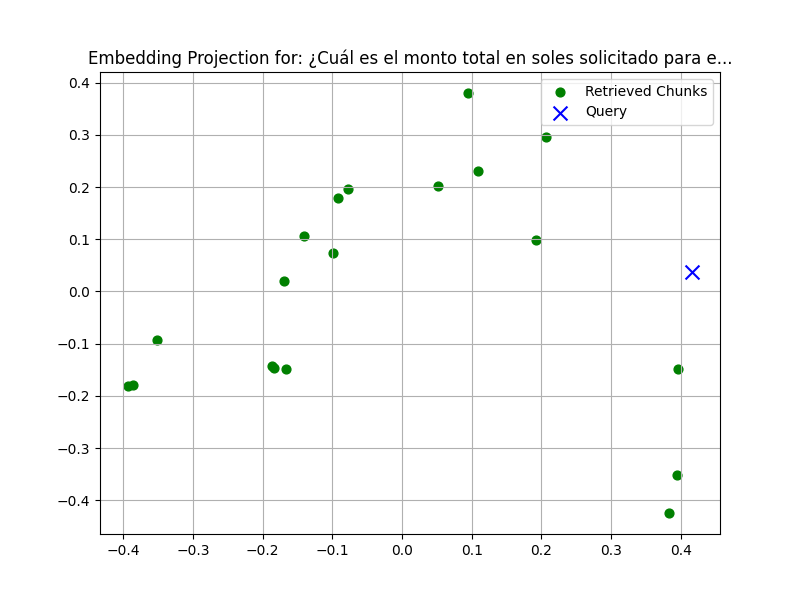 Embedding Projection for: ¿Cuál es el monto total en soles solicitado para e...
Retrieved Chunks
Query
0.4
0.3
0.2
0.1
0.0
−0.1
−0.2
−0.3
−0.4
−0.4 −0.3 −0.2 −0.1 0.0 0.1 0.2 0.3 0.4